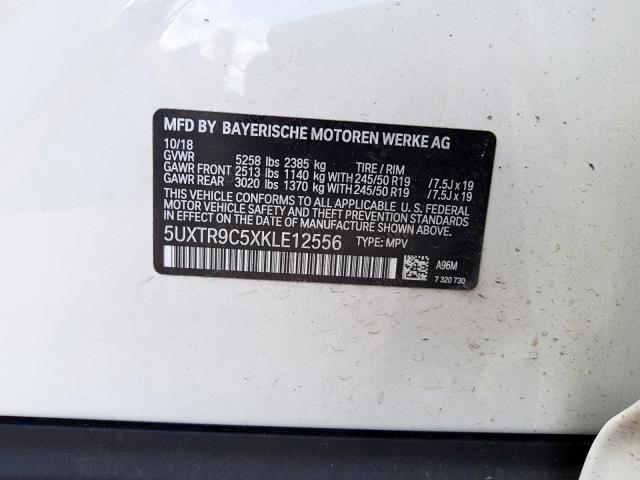 MFD BY BAYERISCHE MOTOREN WERKE AG
10/18
GVWR 5258 lbs 2385 kg TIRE / RIM
GAWR FRONT 2513 lbs 1140 kg WITH 245/50 R19 /7.5J x 19
GAWR REAR 3020 lbs 1370 kg WITH 245/50 R19 /7.5J x 19
THIS VEHICLE CONFORMS TO ALL APPLICABLE U.S. FEDERAL
MOTOR VEHICLE SAFETY AND THEFT PREVENTION STANDARDS
IN EFFECT ON THE DATE OF MANUFACTURE SHOWN ABOVE.
5UXTR9C5XKLE12556 TYPE: MPV
A96M
7 320 730